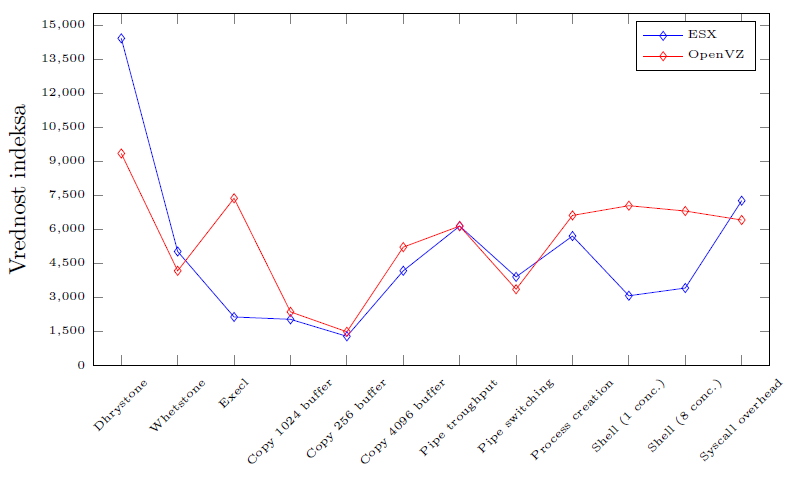 15,000
13,500
12,000
10,500
9,000
7,500
6,000
4,500
3,000
1,500
0
Vrednost indeksa
ESX
OpenVZ
Dhrystone
Whetstone
Execl
Copy 1024 buffer
Copy 256 buffer
Copy 4096 buffer
Pipe troughput
Pipe switching
Process creation
Shell (1 conc.)
Shell (8 conc.)
Syscall overhead